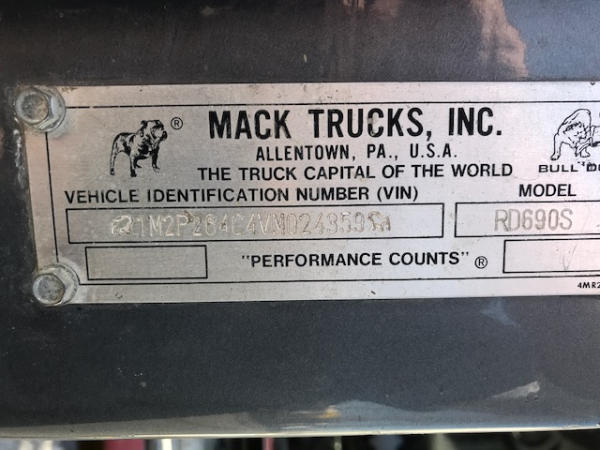 ® MACK TRUCKS, INC.
ALLENTOWN, PA., U.S.A.
THE TRUCK CAPITAL OF THE WORLD BULL
VEHICLE IDENTIFICATION NUMBER (VIN) MODEL
1M2P264C4VM024359 RD690S
"PERFORMANCE COUNTS"®
4MR2